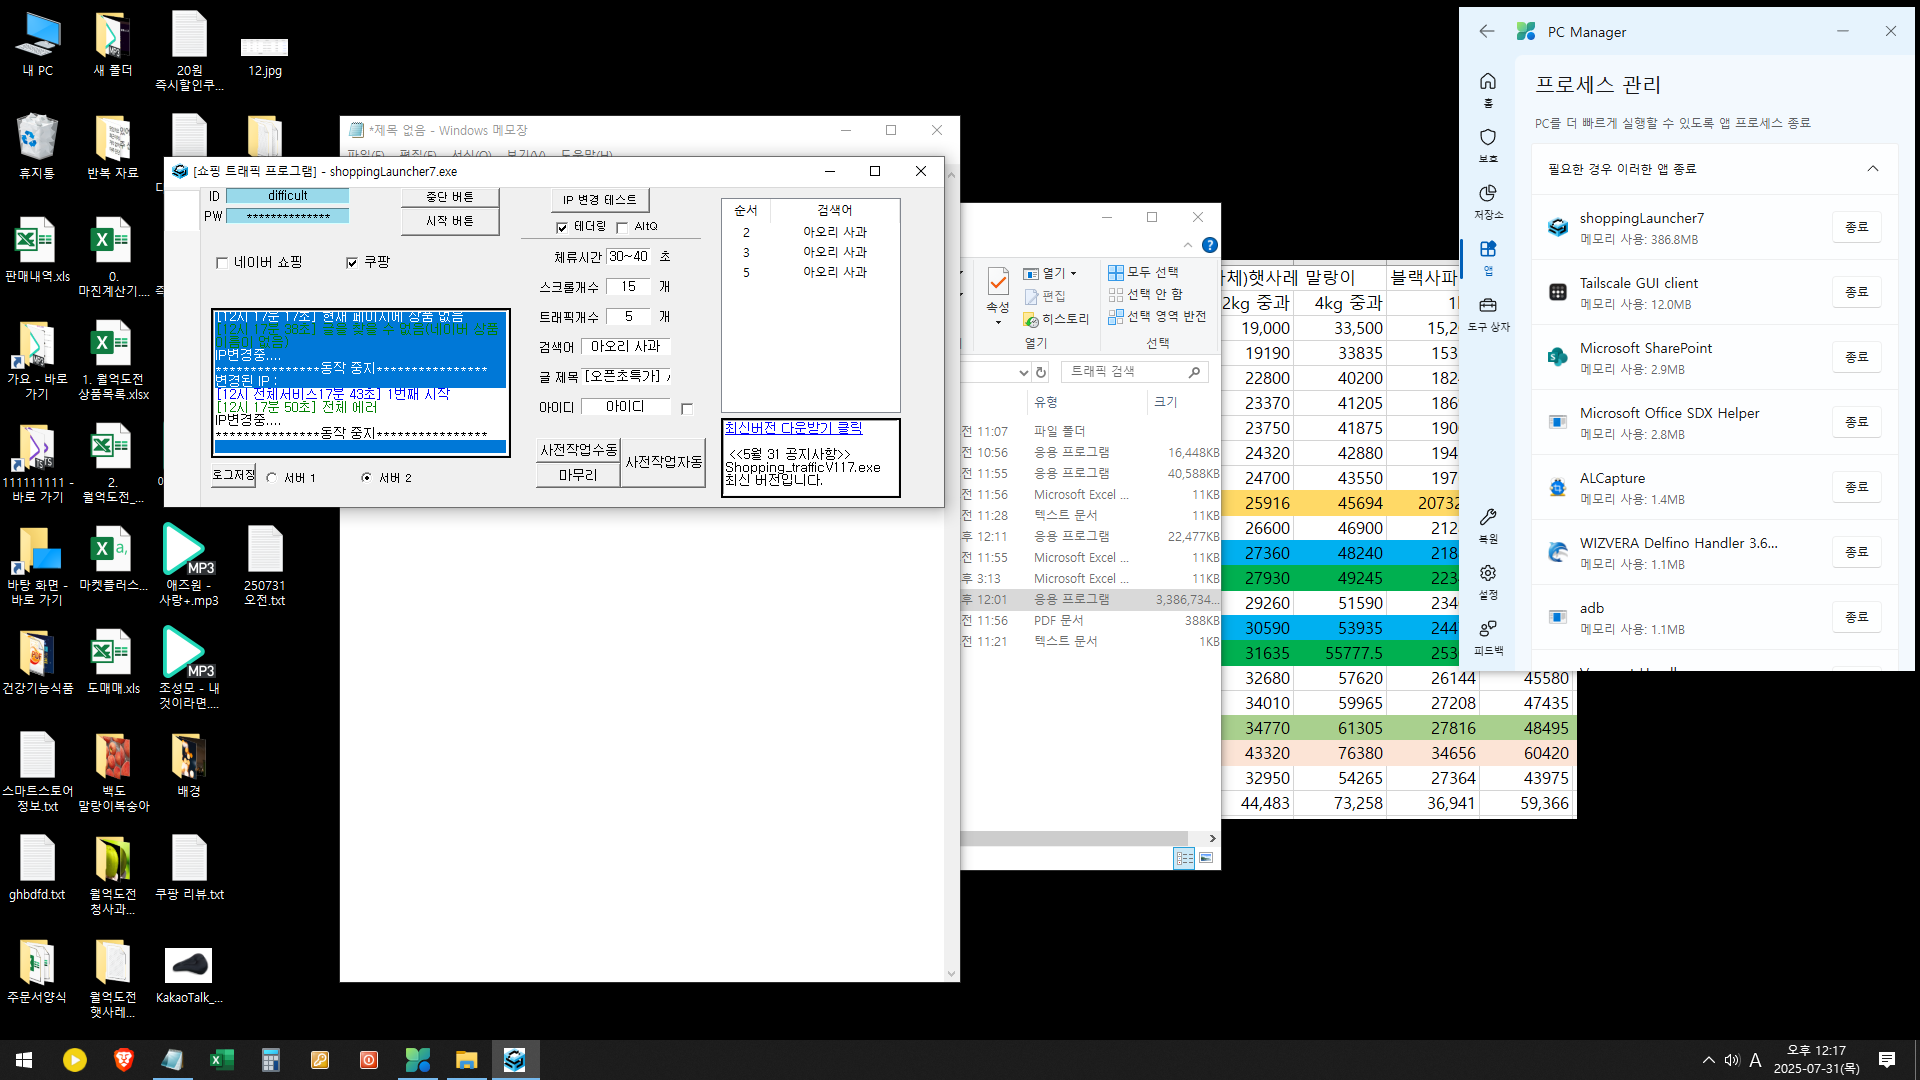 내 PC
새 폴더
20원
즉시할인쿠...
12.jpg
휴지통
반복 자료
판매내역.xls
0.
마진계산기....
가요 - 바로
가기
1. 월억도전
상품목록.xlsx
111111111 -
바로 가기
2.
월억도전_...
바탕 화면 -
바로 가기
마켓플러스...
애즈원 -
사랑+.mp3
250731
오전.txt
건강기능식품
도매매.xls
조성모 - 내
것이라면....
스마트스토어
정보.txt
백도
말랑이복숭아
배경
ghbdfd.txt
월억도전
청사과...
쿠팡 리뷰.txt
주문서양식
월억도전
햇사레...
KakaoTalk_...
*제목 없음 - Windows 메모장
파일(F) 편집(E) 서식(O) 보기(V) 도움말(H)
[쇼핑 트래픽 프로그램] - shoppingLauncher7.exe
ID difficult
PW **************
중단 버튼
시작 버튼
네이버 쇼핑
쿠팡
[12시 17분 17초] 현재 페이지에 상품 없음
[12시 17분 38초] 글을 찾을 수 없음(네이버 상품
이름이 없음)
IP변경중....
***************동작 중지****************
변경된 IP :
[12시 전체서비스17분 43초] 1번째 시작
[12시 17분 50초] 전체 에러
IP변경중....
***************동작 중지****************
로그저장
서버 1
서버 2
IP 변경 테스트
테더링
AltQ
체류시간 30~40 초
스크롤개수 15 개
트래픽개수 5 개
검색어 아오리 사과
글 제목 [오픈초특가]
아이디 아이디
사전작업수동
마무리
사전작업자동
순서 검색어
2 아오리 사과
3 아오리 사과
5 아오리 사과
최신버전 다운받기 클릭
<<5월 31 공지사항>>
Shopping_trafficV117.exe
최신 버전입니다.
속성
열기
편집
히스토리
열기
모두 선택
선택 안 함
선택 영역 반전
선택
트래픽 검색
유형 크기
전 11:07 파일 폴더
전 10:56 응용 프로그램 16,448KB
전 11:55 응용 프로그램 40,588KB
전 11:56 Microsoft Excel ... 11KB
전 11:28 텍스트 문서 11KB
후 12:11 응용 프로그램 22,477KB
전 11:55 Microsoft Excel ... 11KB
후 3:13 Microsoft Excel ... 11KB
후 12:01 응용 프로그램 3,386,734...
전 11:56 PDF 문서 388KB
전 11:21 텍스트 문서 1KB
체)햇사레 말랑이 블랙사파
2kg 중과 4kg 중과
19,000 33,500
19190 33835
22800 40200
23370 41205
23750 41875
24320 42880
24700 43550
25916 45694 20732
26600 46900
27360 48240
27930 49245
29260 51590
30590 53935
31635 55777.5
32680 57620 26144 45580
34010 59965 27208 47435
34770 61305 27816 48495
43320 76380 34656 60420
32950 54265 27364 43975
44,483 73,258 36,941 59,366
PC Manager
홈
보호
저장소
앱
도구 상자
복원
설정
피드백
프로세스 관리
PC를 더 빠르게 실행할 수 있도록 앱 프로세스 종료
필요한 경우 이러한 앱 종료
shoppingLauncher7
메모리 사용: 386.8MB
종료
Tailscale GUI client
메모리 사용: 12.0MB
종료
Microsoft SharePoint
메모리 사용: 2.9MB
종료
Microsoft Office SDX Helper
메모리 사용: 2.8MB
종료
ALCapture
메모리 사용: 1.4MB
종료
WIZVERA Delfino Handler 3.6...
메모리 사용: 1.1MB
종료
adb
메모리 사용: 1.1MB
종료
A
오후 12:17
2025-07-31(목)